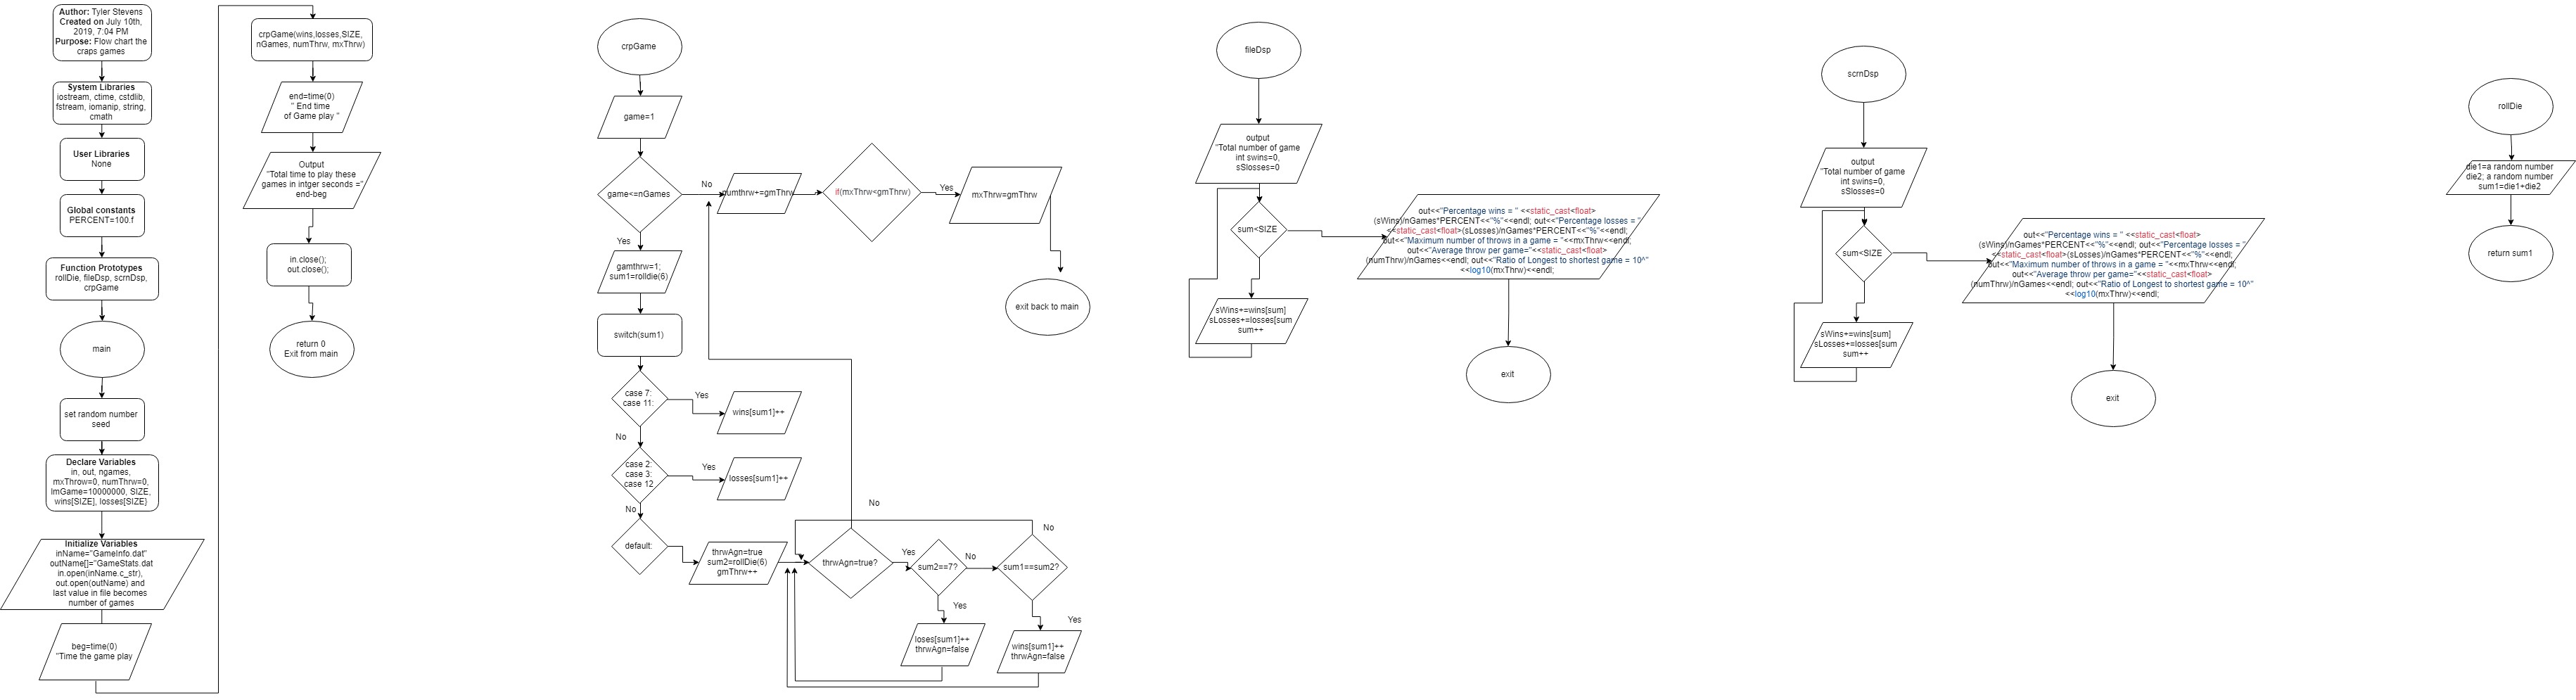 Author: Tyler Stevens
Created on July 10th,
2019, 7:04 PM
Purpose: Flow chart the
craps games
System Libraries
iostream, ctime, cstdlib,
fstream, iomanip, string,
cmath
User Libraries
None
Global constants
PERCENT=100.f
Function Prototypes
rollDie, fileDsp, scrnDsp,
crpGame
main
set random number
seed
Declare Variables
in, out, ngames,
mxThrow=0, numThrw=0,
lmGame=10000000, SIZE,
wins[SIZE], losses[SIZE}
Initialize Variables
inName="GameInfo.dat"
outName[]="GameStats.dat
in.open(inName.c_str),
out.open(outName) and
last value in file becomes
number of games
beg=time(0)
"Time the game play
crpGame(wins,losses,SIZE,
nGames, numThrw, mxThrw)
end=time(0)
" End time
of Game play "
Output
"Total time to play these
games in intger seconds ="
end-beg
in.close();
out.close();
return 0
Exit from main
crpGame
game=1
game<=nGames
No
numthrw+=gmThrw
if(mxThrw<gmThrw)
Yes
mxThrw=gmThrw
exit back to main
Yes
gamthrw=1;
sum1=rolldie(6)
switch(sum1)
case 7:
case 11:
Yes
wins[sum1]++
No
case 2:
case 3:
case 12
Yes
losses[sum1]++
No
default:
thrwAgn=true
sum2=rollDie(6)
gmThrw++
No
thrwAgn=true?
Yes
sum2==7?
No
sum1==sum2?
No
Yes
loses[sum1]++
thrwAgn=false
Yes
wins[sum1]++
thrwAgn=false
fileDsp
output
"Total number of game
int swins=0,
sSlosses=0
sum<SIZE
sWins+=wins[sum]
sLosses+=losses[sum
sum++
out<<"Percentage wins = " <<static_cast<float>
(sWins)/nGames*PERCENT<<"%"<<endl; out<<"Percentage losses = "
<<static_cast<float>(sLosses)/nGames*PERCENT<<"%"<<endl;
out<<"Maximum number of throws in a game = "<<mxThrw<<endl;
out<<"Average throw per game="<<static_cast<float>
(numThrw)/nGames<<endl; out<<"Ratio of Longest to shortest game = 10^"
<<log10(mxThrw)<<endl;
exit
scrnDsp
output
"Total number of game
int swins=0,
sSlosses=0
sum<SIZE
sWins+=wins[sum]
sLosses+=losses[sum
sum++
out<<"Percentage wins = " <<static_cast<float>
(sWins)/nGames*PERCENT<<"%"<<endl; out<<"Percentage losses = "
<<static_cast<float>(sLosses)/nGames*PERCENT<<"%"<<endl;
out<<"Maximum number of throws in a game = "<<mxThrw<<endl;
out<<"Average throw per game="<<static_cast<float>
(numThrw)/nGames<<endl; out<<"Ratio of Longest to shortest game = 10^"
<<log10(mxThrw)<<endl;
exit
rollDie
die1=a random number
die2; a random number
sum1=die1+die2
return sum1